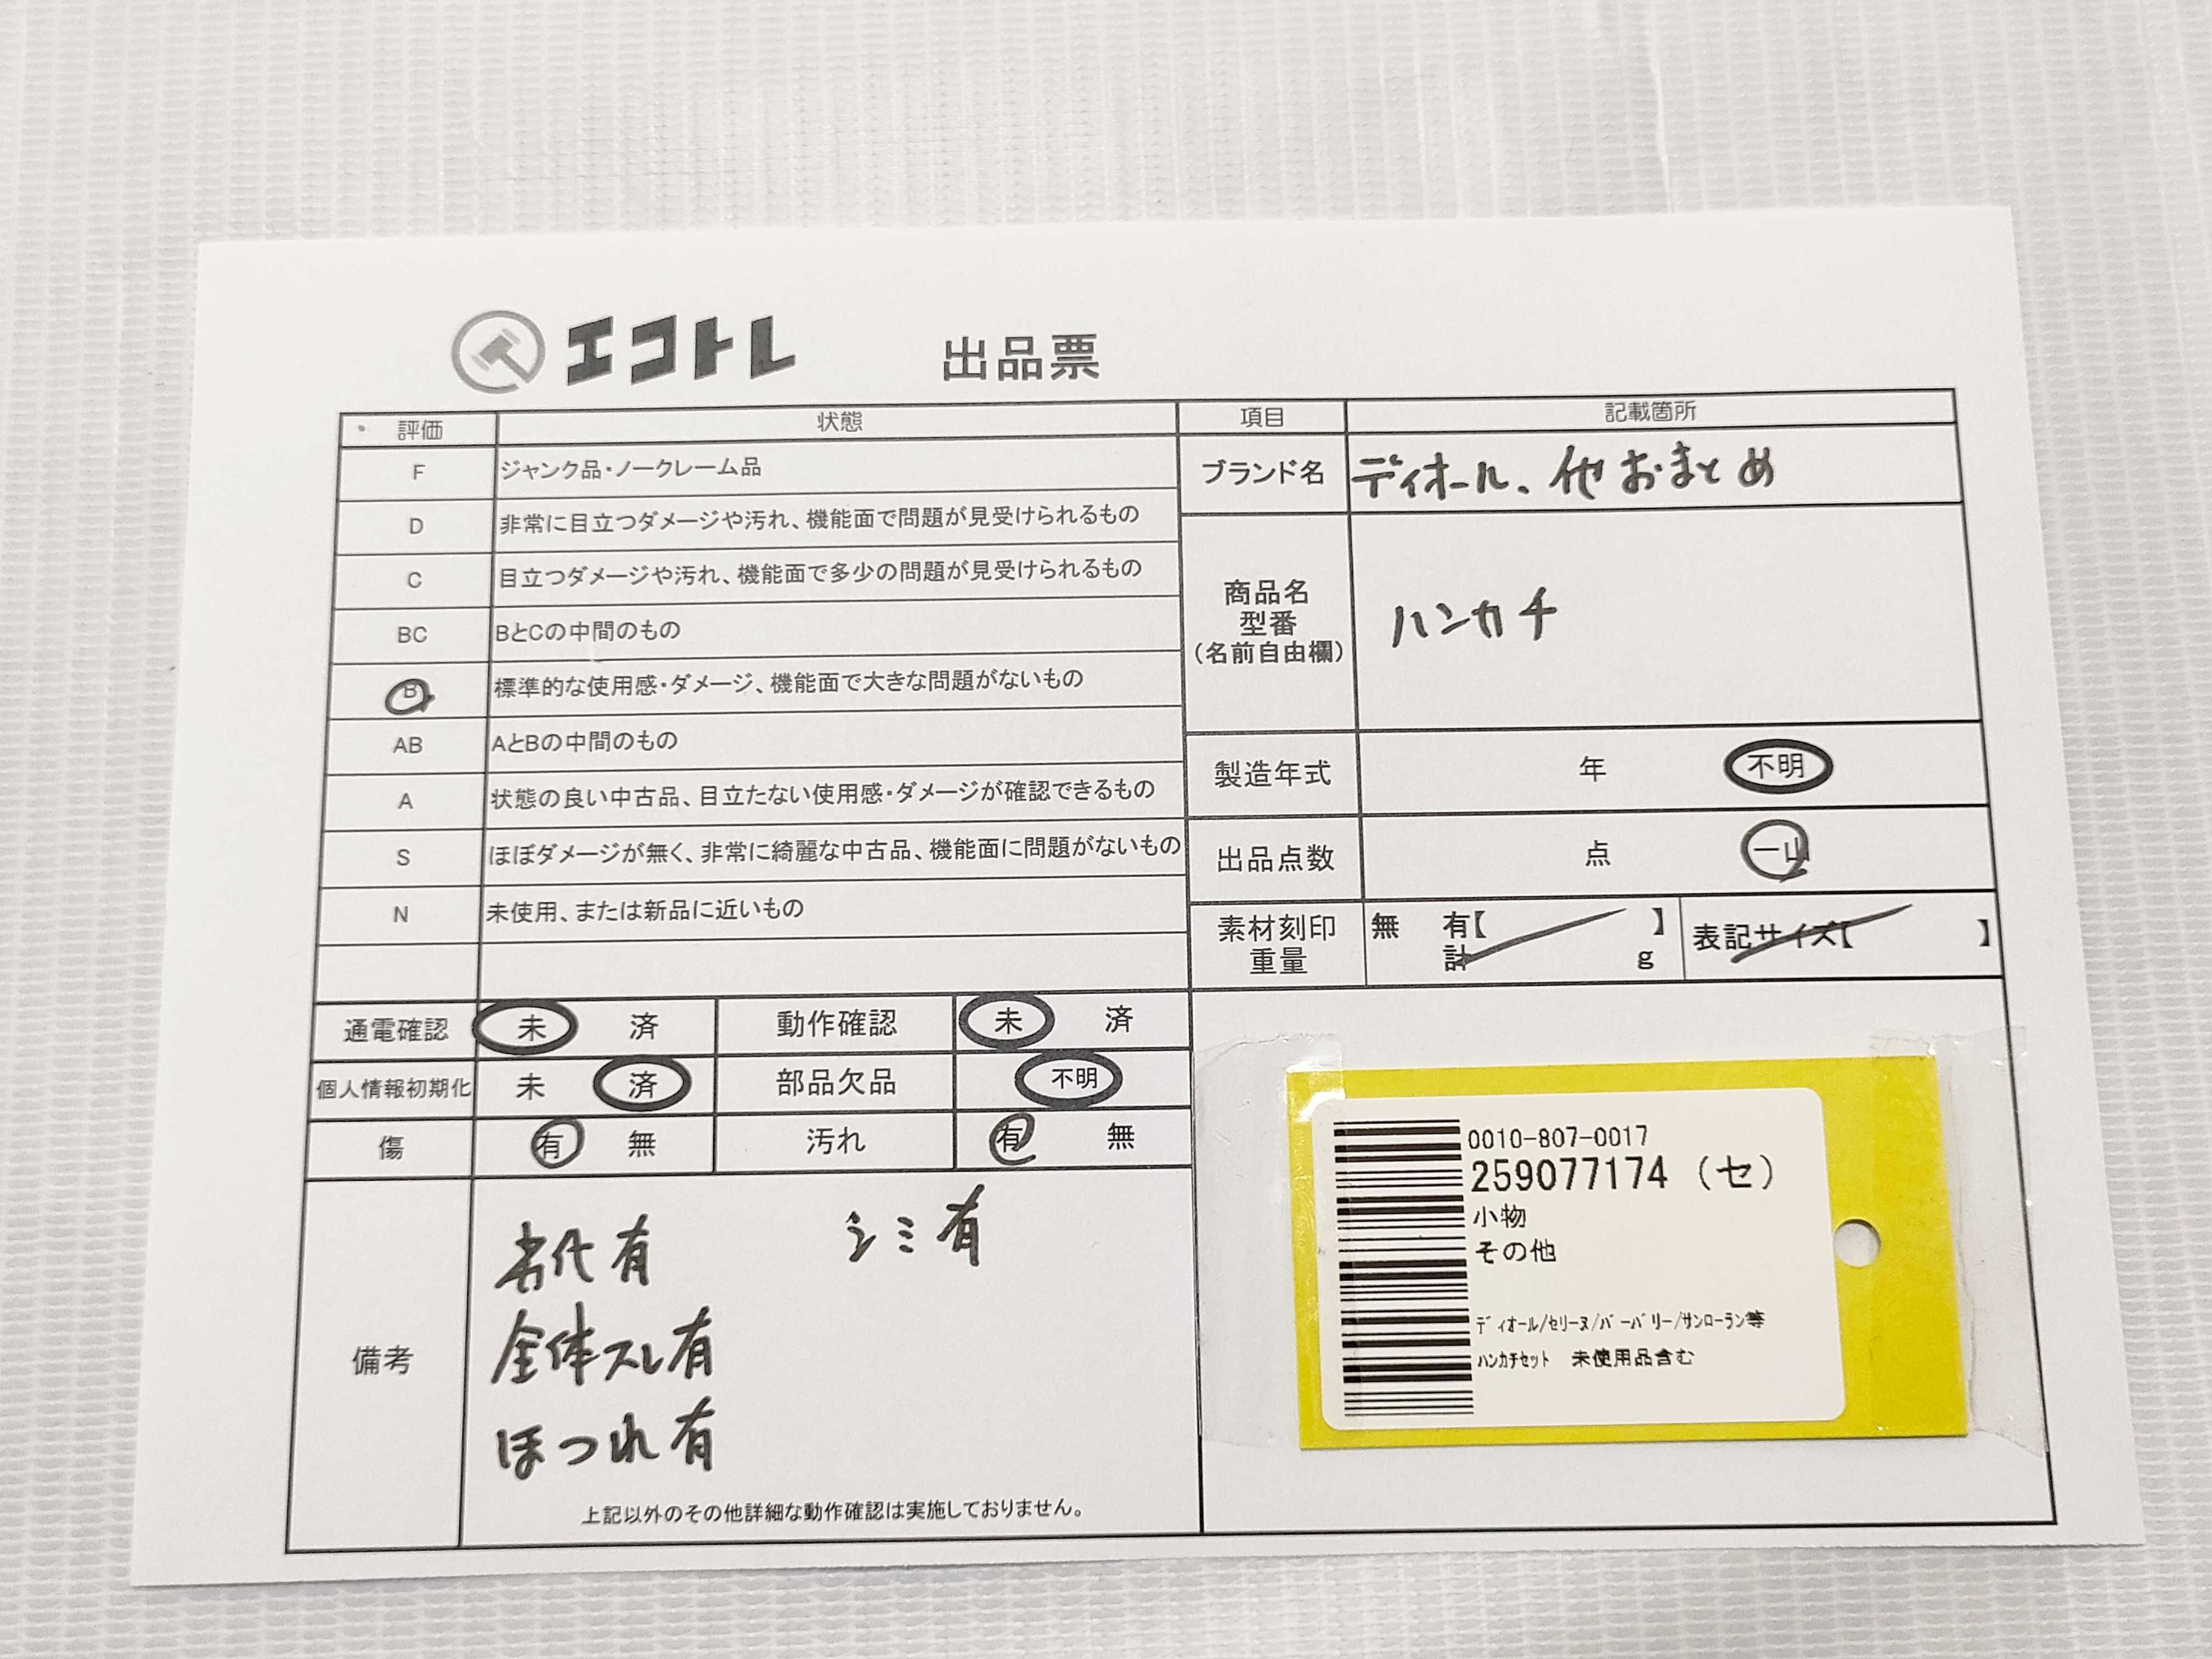 エコトレ 出品票
評価 状態
F ジャンク品・ノークレーム品
D 非常に目立つダメージや汚れ、機能面で問題が見受けられるもの
C 目立つダメージや汚れ、機能面で多少の問題が見受けられるもの
BC BとCの中間のもの
B 標準的な使用感・ダメージ、機能面で大きな問題がないもの
AB AとBの中間のもの
A 状態の良い中古品、目立たない使用感・ダメージが確認できるもの
S ほぼダメージが無く、非常に綺麗な中古品、機能面に問題がないもの
N 未使用、または新品に近いもの
項目 記載箇所
ブランド名 ディオール、他おまとめ
商品名
型番
(名前自由欄)
ハンカチ
製造年式 年 不明
出品点数 点 一山
素材刻印 無 有【 】
重量 計 g
表記サイズ【 】
通電確認 未 済 動作確認 未 済
個人情報初期化 未 済 部品欠品 不明
傷 有 無 汚れ 有 無
備考
劣化有 シミ有
全体スレ有
ほつれ有
上記以外のその他詳細な動作確認は実施しておりません。
0010-807-0017
259077174 (セ)
小物
その他
ディオール/セリーヌ/バーバリー/サンローラン等
ハンカチセット 未使用品含む